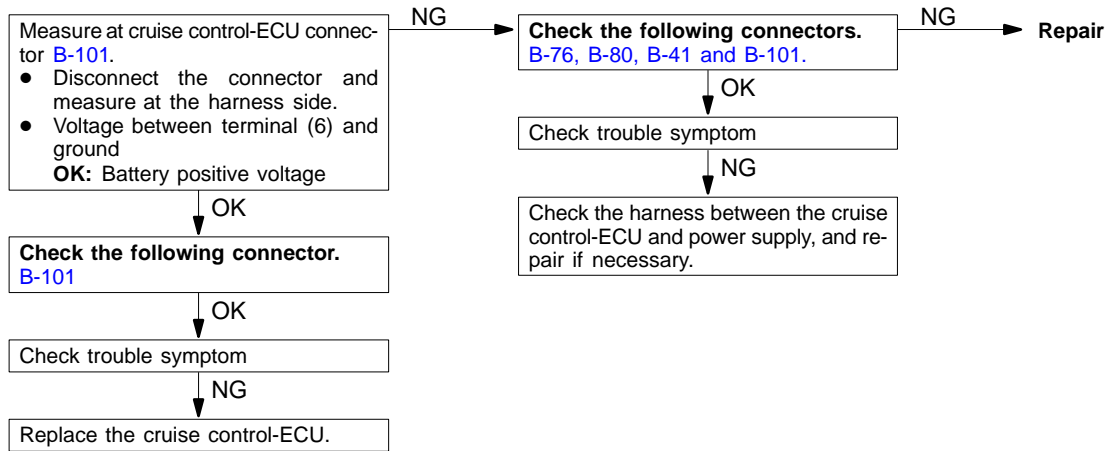 Measure at cruise control-ECU connec-
tor B-101.
● Disconnect the connector and
measure at the harness side.
● Voltage between terminal (6) and
ground
OK: Battery positive voltage
OK
Check the following connector.
B-101
OK
Check trouble symptom
NG
Replace the cruise control-ECU.
NG
Check the following connectors.
B-76, B-80, B-41 and B-101.
NG
Repair
OK
Check trouble symptom
NG
Check the harness between the cruise
control-ECU and power supply, and re-
pair if necessary.